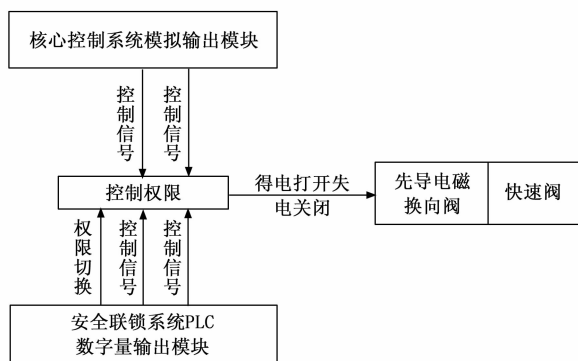 核心控制系统模拟输出模块
控制信号
控制信号
控制权限
得电打开失
电关闭
先导电磁
换向阀
快速阀
权限切换
控制信号
控制信号
安全联锁系统PLC
数字量输出模块